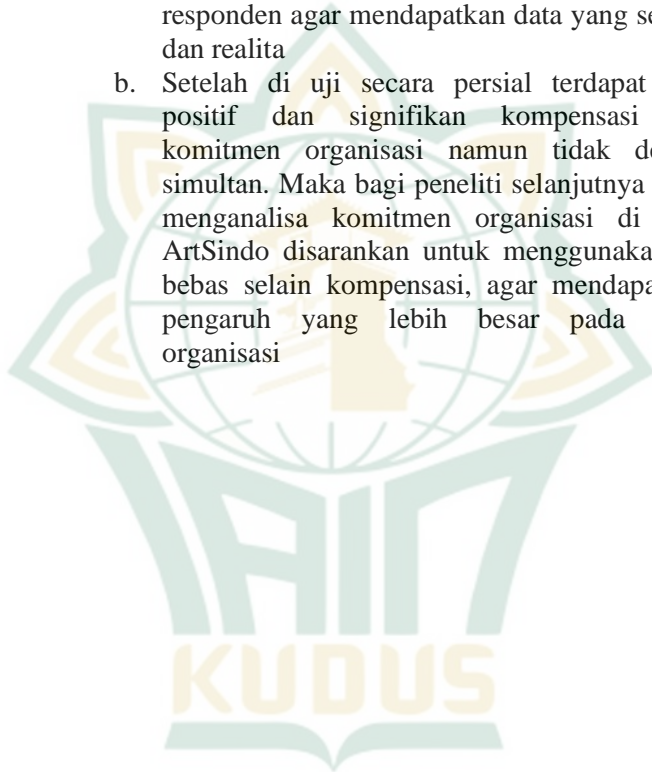 responden agar mendapatkan data yang se
dan realita
b. Setelah di uji secara persial terdapat
positif dan signifikan kompensasi
komitmen organisasi namun tidak d
simultan. Maka bagi peneliti selanjutnya
menganalisa komitmen organisasi di
ArtSindo disarankan untuk menggunaka
bebas selain kompensasi, agar mendapa
pengaruh yang lebih besar pada
organisasi
IAIN
KUDUS